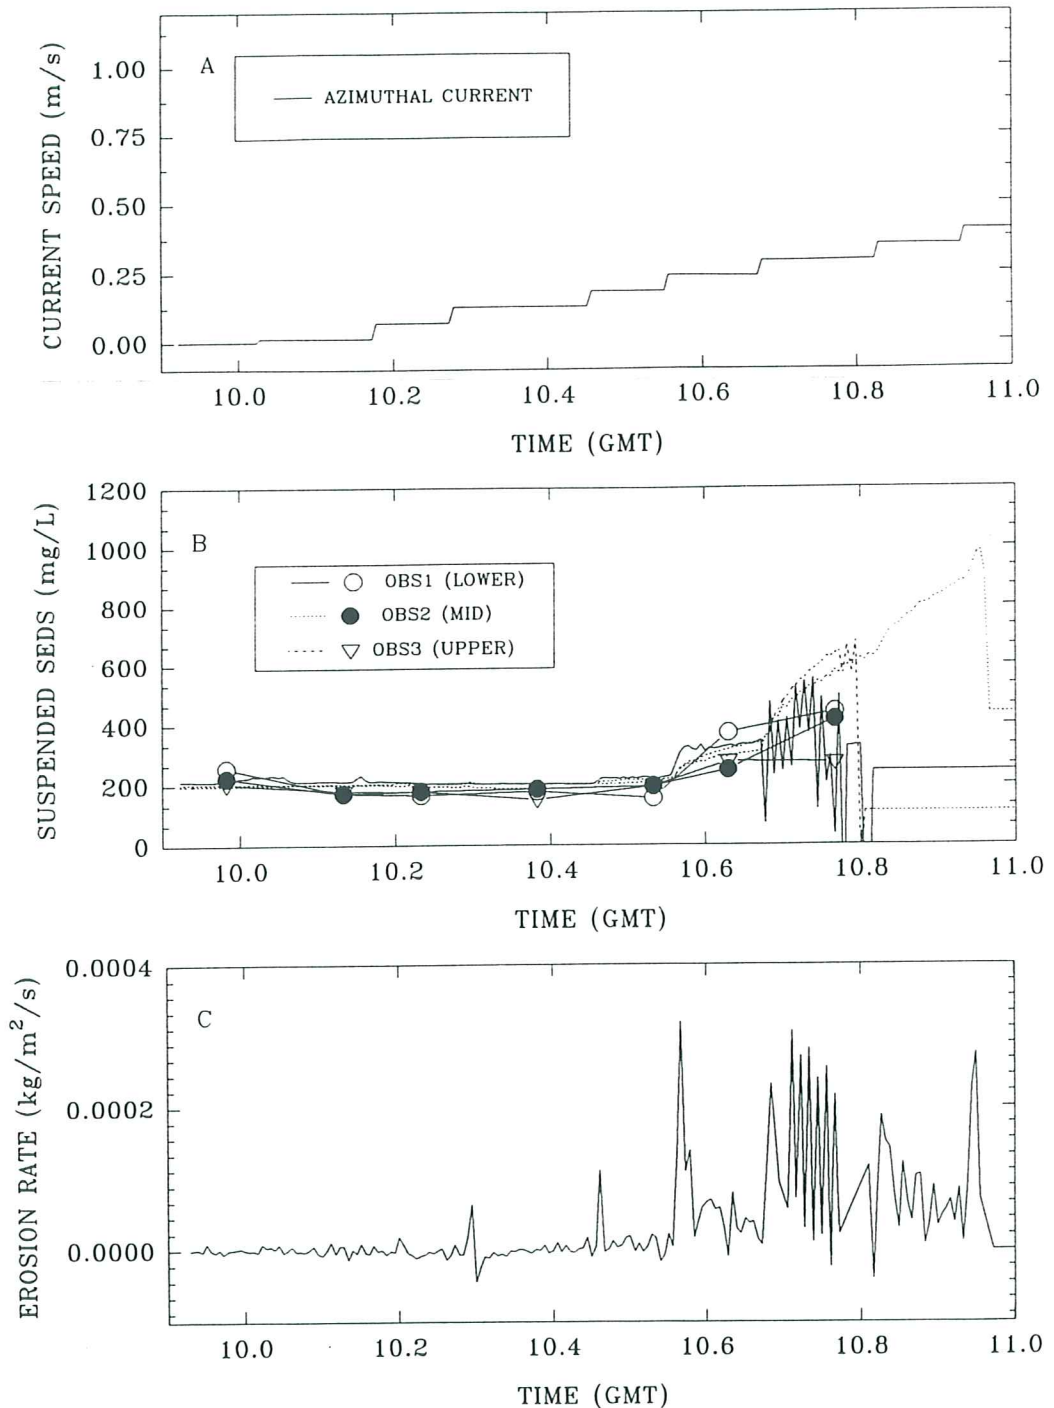 A
AZIMUTHAL CURRENT
CURRENT SPEED (m/s)
1.00
0.75
0.50
0.25
0.00
10.0 10.2 10.4 10.6 10.8 11.0
TIME (GMT)
B
OBS1 (LOWER)
OBS2 (MID)
OBS3 (UPPER)
SUSPENDED SEDS (mg/L)
1200
1000
800
600
400
200
0
10.0 10.2 10.4 10.6 10.8 11.0
TIME (GMT)
C
EROSION RATE (kg/m²/s)
0.0004
0.0002
0.0000
10.0 10.2 10.4 10.6 10.8 11.0
TIME (GMT)